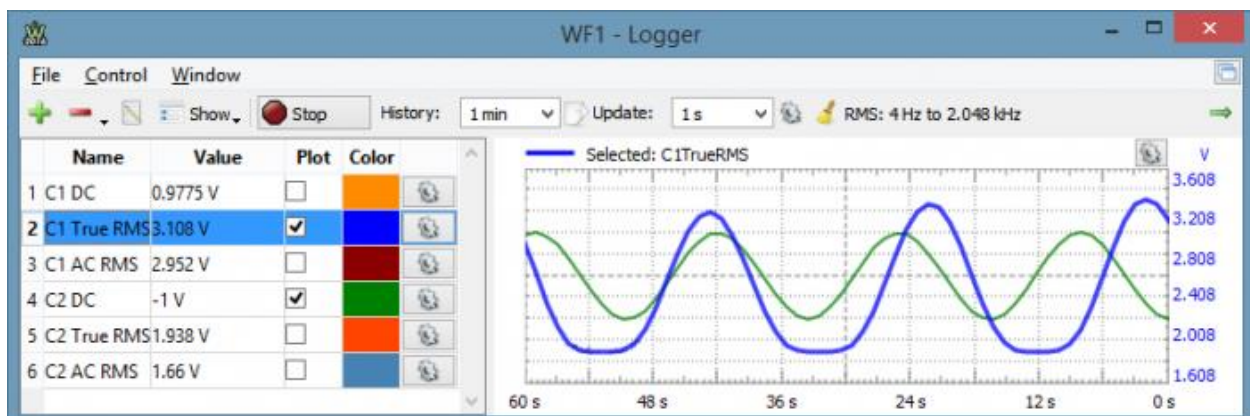 WF1 - Logger
File Control Window
Show Stop History: 1 min Update: 1 s RMS: 4 Hz to 2.048 kHz
Name Value Plot Color
1 C1 DC 0.9775 V
2 C1 True RMS 3.108 V
3 C1 AC RMS 2.952 V
4 C2 DC -1 V
5 C2 True RMS 1.938 V
6 C2 AC RMS 1.66 V
Selected: C1TrueRMS V
3.608
3.208
2.808
2.408
2.008
1.608
60 s 48 s 36 s 24 s 12 s 0 s